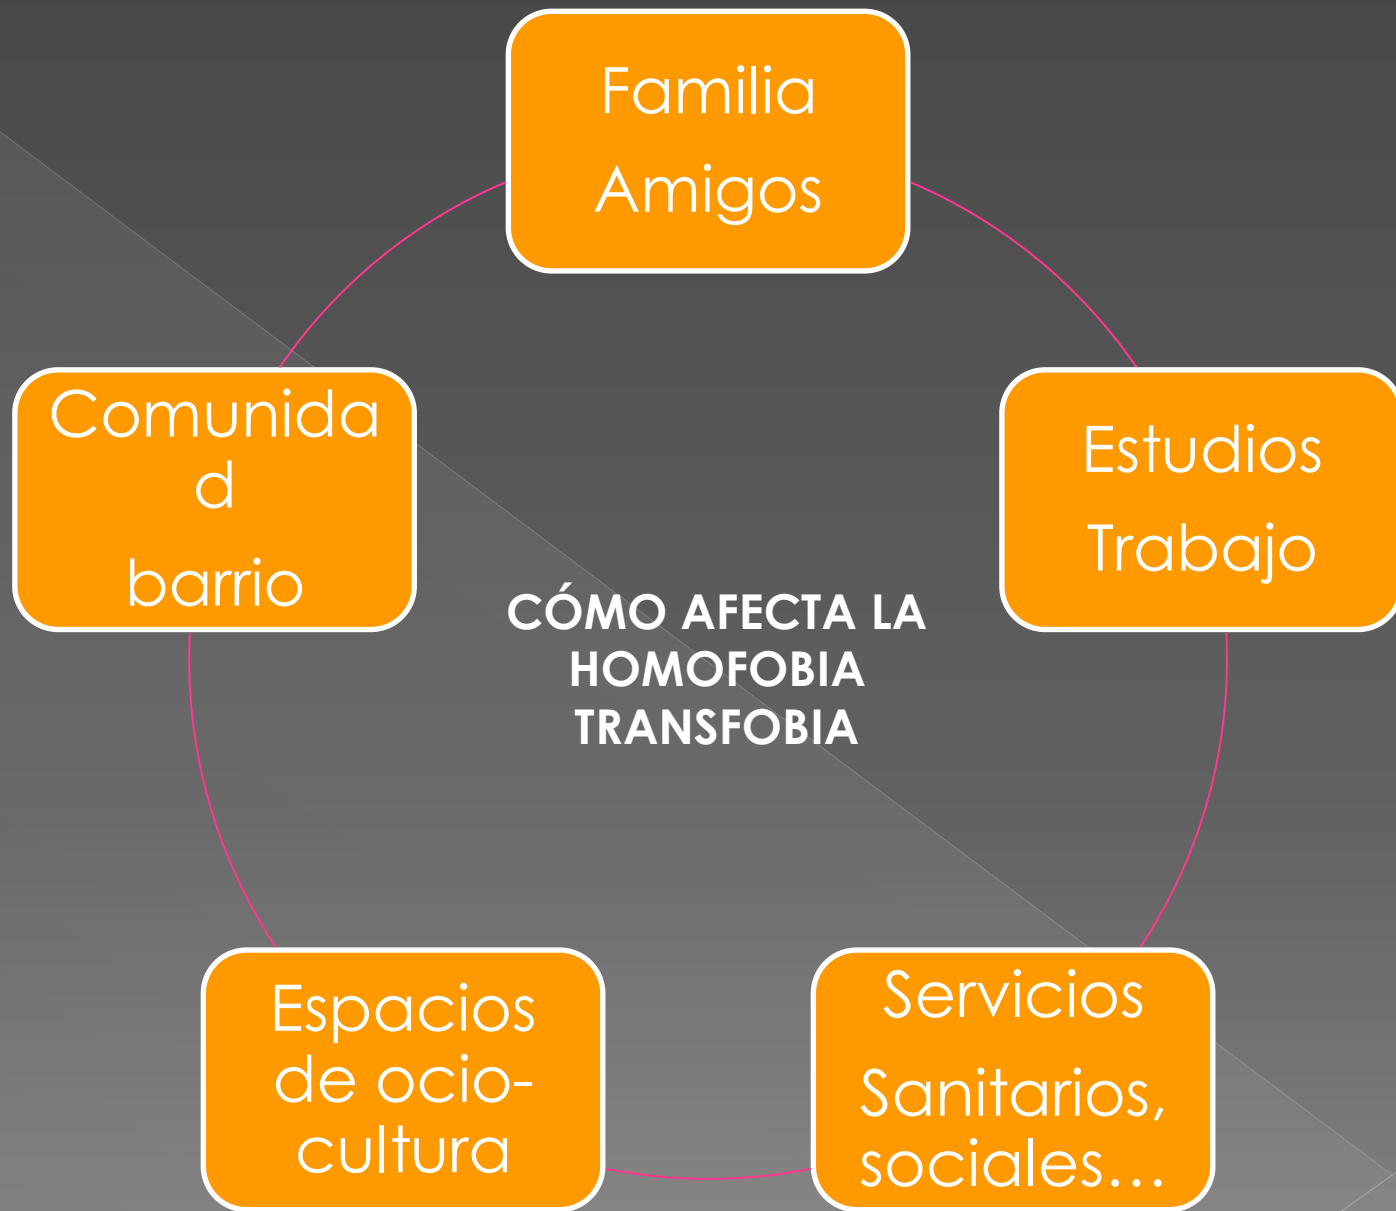 Familia
Amigos
Comunida
d
barrio
Estudios
Trabajo
CÓMO AFECTA LA
HOMOFOBIA
TRANSFOBIA
Espacios
de ocio-
cultura
Servicios
Sanitarios,
sociales...